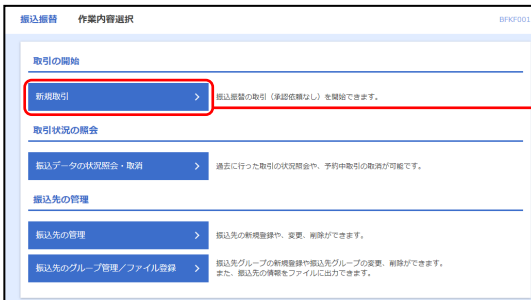 振込振替 作業内容選択 BFKF001
取引の開始
新規取引 振込振替の取引（承認依頼なし）を開始できます。
取引状況の照会
振込データの状況照会・取消 過去に行った取引の状況照会や、予約中取引の取消が可能です。
振込先の管理
振込先の管理 振込先の新規登録や、変更、削除ができます。
振込先のグループ管理/ファイル登録 振込先グループの新規登録や振込先グループの変更、削除ができます。
また、振込先の情報をファイルに出力できます。